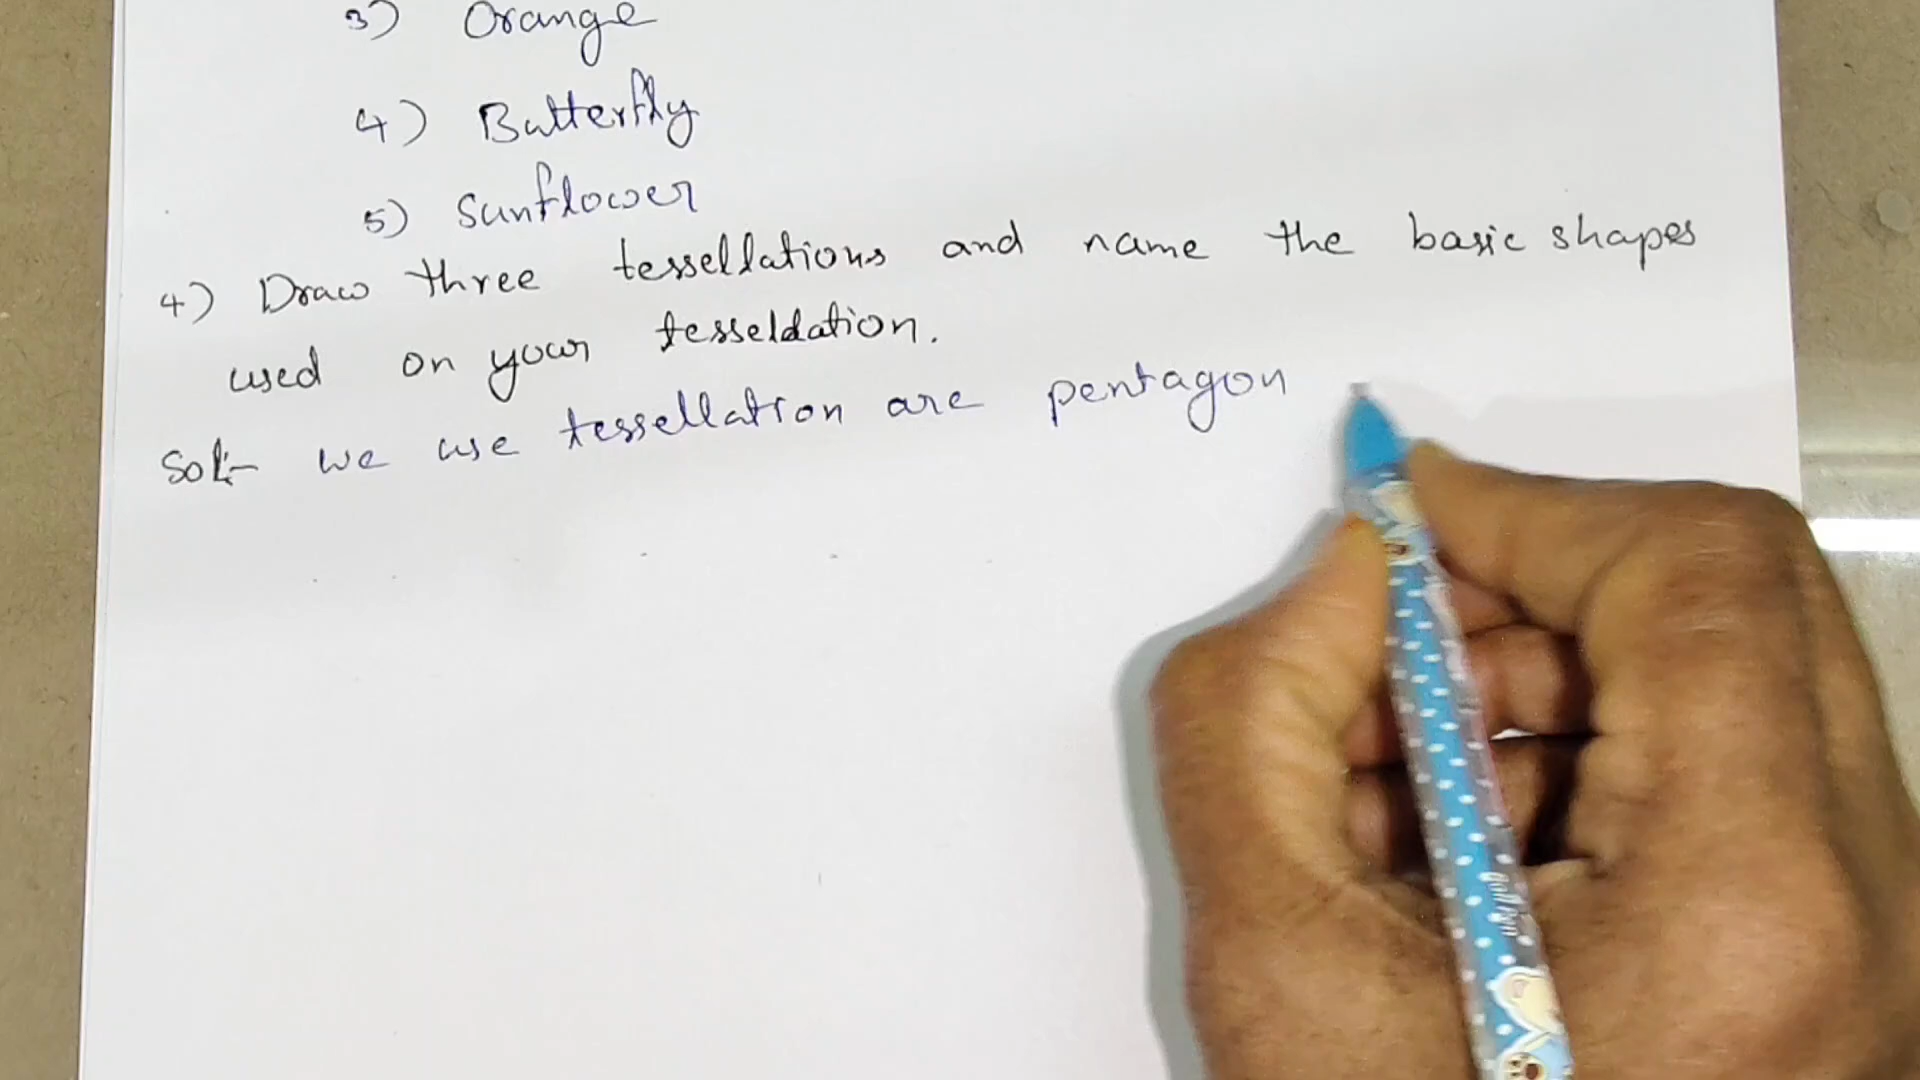 3) Orange
4) Butterfly
5) Sunflower
4) Draw three tessellations and name the basic shapes
used on your tesseldation.
Sol:- we use tessellation are pentagon